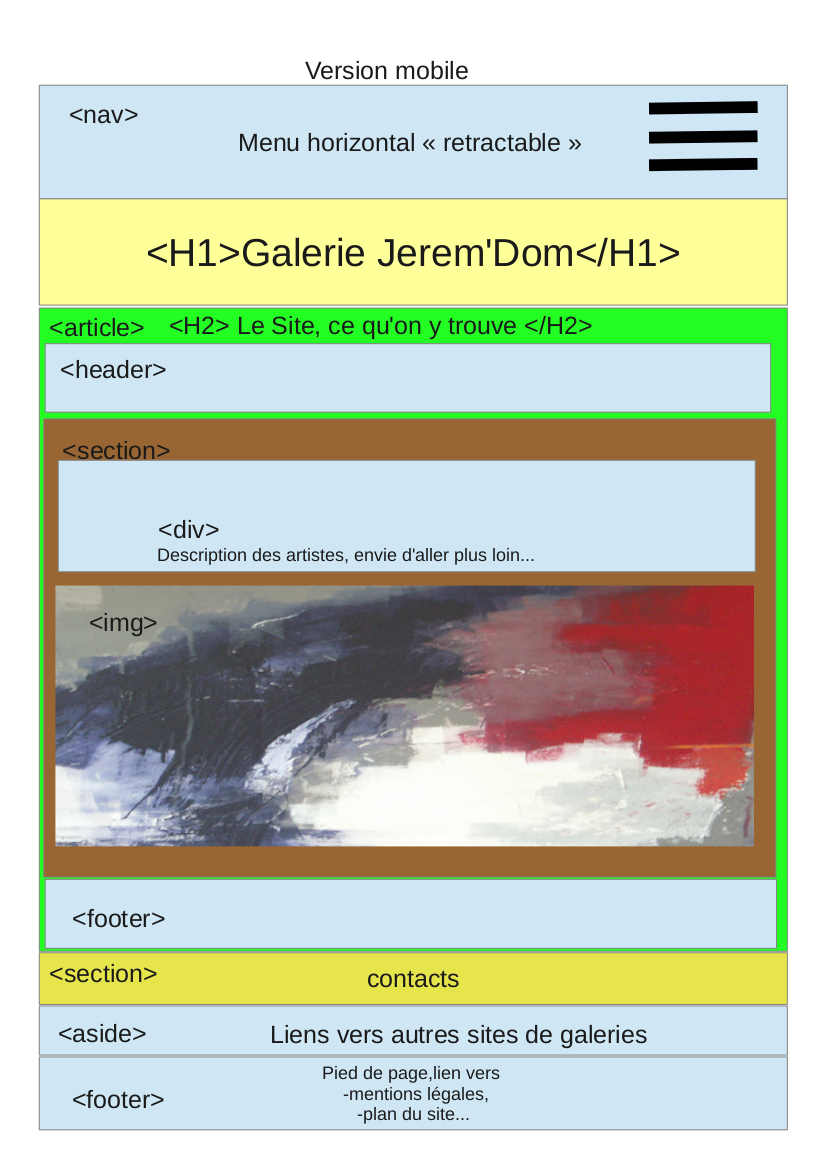 Version mobile
<nav>
Menu horizontal « retractable »
<H1>Galerie Jerem'Dom</H1>
<article> <H2> Le Site, ce qu'on y trouve </H2>
<header>
<section>
<div>
Description des artistes, envie d'aller plus loin...
<img>
<footer>
<section> contacts
<aside> Liens vers autres sites de galeries
Pied de page,lien vers
<footer> -mentions légales,
-plan du site...